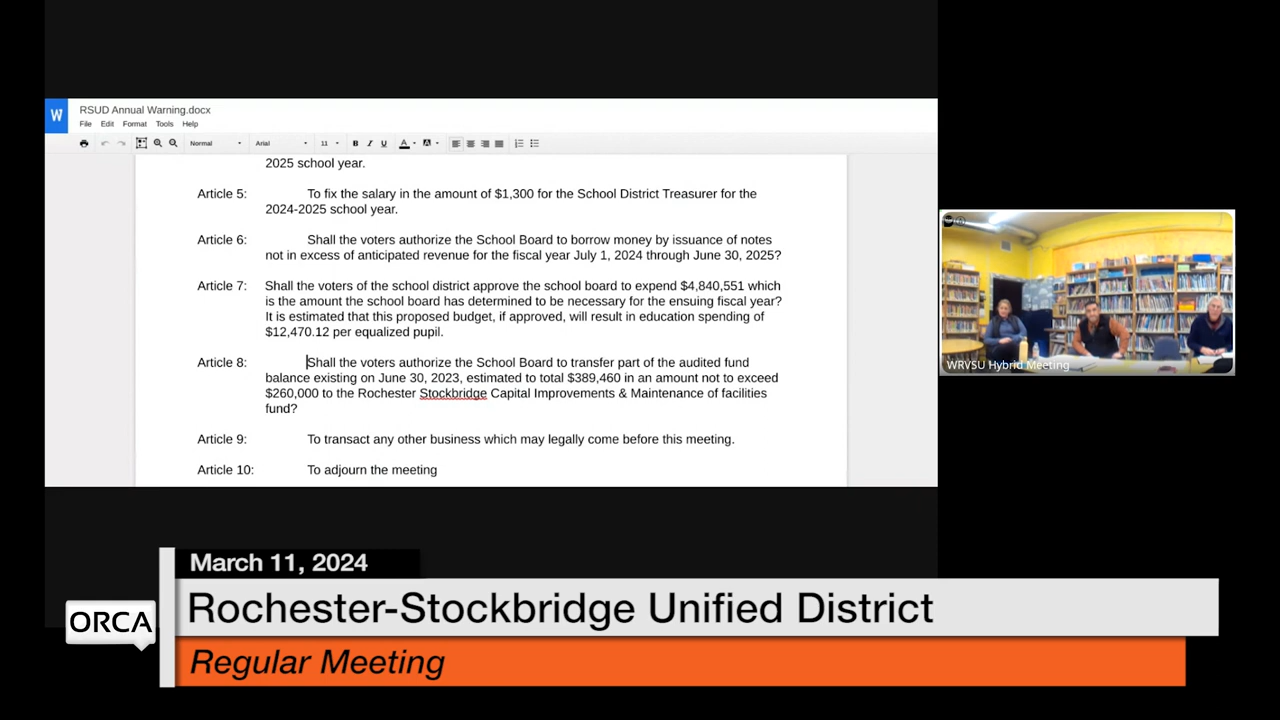 W
RSUD Annual Warning.docx
File Edit Format Tools Help
Normal Arial 11 B I U A A
2025 school year.
Article 5: To fix the salary in the amount of $1,300 for the School District Treasurer for the
2024-2025 school year.
Article 6: Shall the voters authorize the School Board to borrow money by issuance of notes
not in excess of anticipated revenue for the fiscal year July 1, 2024 through June 30, 2025?
Article 7: Shall the voters of the school district approve the school board to expend $4,840,551 which
is the amount the school board has determined to be necessary for the ensuing fiscal year?
It is estimated that this proposed budget, if approved, will result in education spending of
$12,470.12 per equalized pupil.
Article 8: Shall the voters authorize the School Board to transfer part of the audited fund
balance existing on June 30, 2023, estimated to total $389,460 in an amount not to exceed
$260,000 to the Rochester Stockbridge Capital Improvements & Maintenance of facilities
fund?
Article 9: To transact any other business which may legally come before this meeting.
Article 10: To adjourn the meeting
WRVSU Hybrid Meeting
March 11, 2024
ORCA
Rochester-Stockbridge Unified District
Regular Meeting